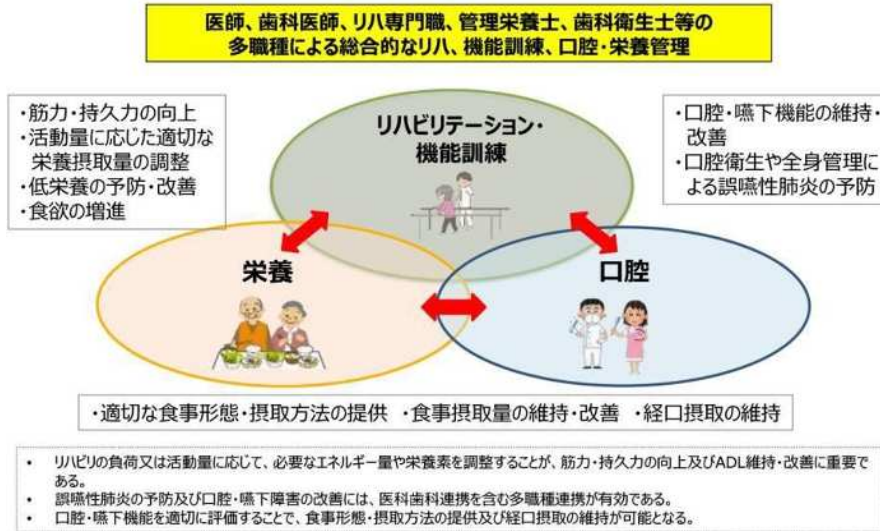 医師、歯科医師、リハ専門職、管理栄養士、歯科衛生士等の
多職種による総合的なリハ、機能訓練、口腔・栄養管理
・筋力・持久力の向上
・活動量に応じた適切な
栄養摂取量の調整
・低栄養の予防・改善
・食欲の増進
リハビリテーション・
機能訓練
・口腔・嚥下機能の維持・
改善
・口腔衛生や全身管理に
よる誤嚥性肺炎の予防
栄養
口腔
・適切な食事形態・摂取方法の提供 ・食事摂取量の維持・改善 ・経口摂取の維持
• リハビリの負荷又は活動量に応じて、必要なエネルギー量や栄養素を調整することが、筋力・持久力の向上及びADL維持・改善に重要で
ある。
• 誤嚥性肺炎の予防及び口腔・嚥下障害の改善には、医科歯科連携を含む多職種連携が有効である。
• 口腔・嚥下機能を適切に評価することで、食事形態・摂取方法の提供及び経口摂取の維持が可能となる。